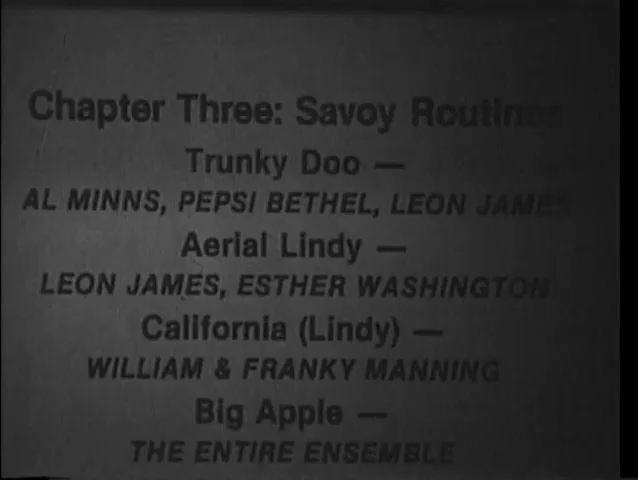 Chapter Three: Savoy Routines
Trunky Doo —
AL MINNS, PEPSI BETHEL, LEON JAMES
Aerial Lindy —
LEON JAMES, ESTHER WASHINGTON
California (Lindy) —
WILLIAM & FRANKY MANNING
Big Apple —
THE ENTIRE ENSEMBLE